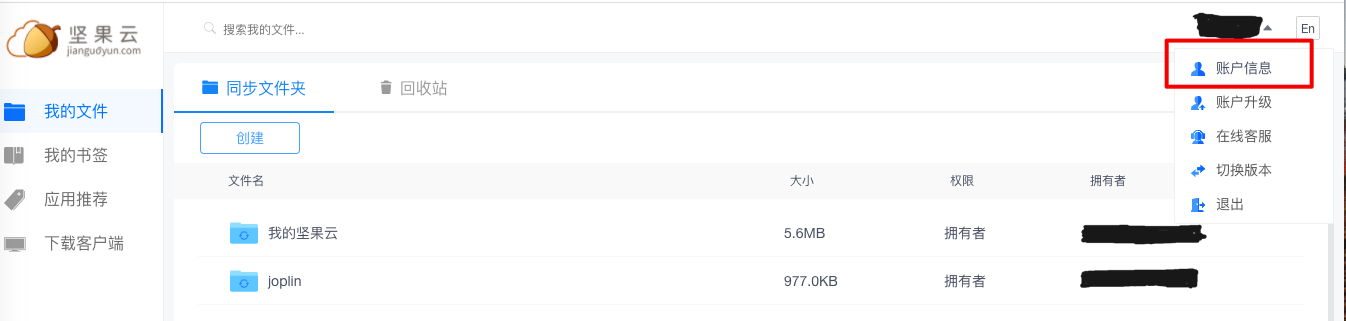 坚果云
jianguoyun.com
搜索我的文件...
En
我的文件
我的书签
应用推荐
下载客户端
同步文件夹
回收站
创建
账户信息
账户升级
在线客服
切换版本
退出
文件名 大小 权限 拥有者
我的坚果云 5.6MB 拥有者
joplin 977.0KB 拥有者